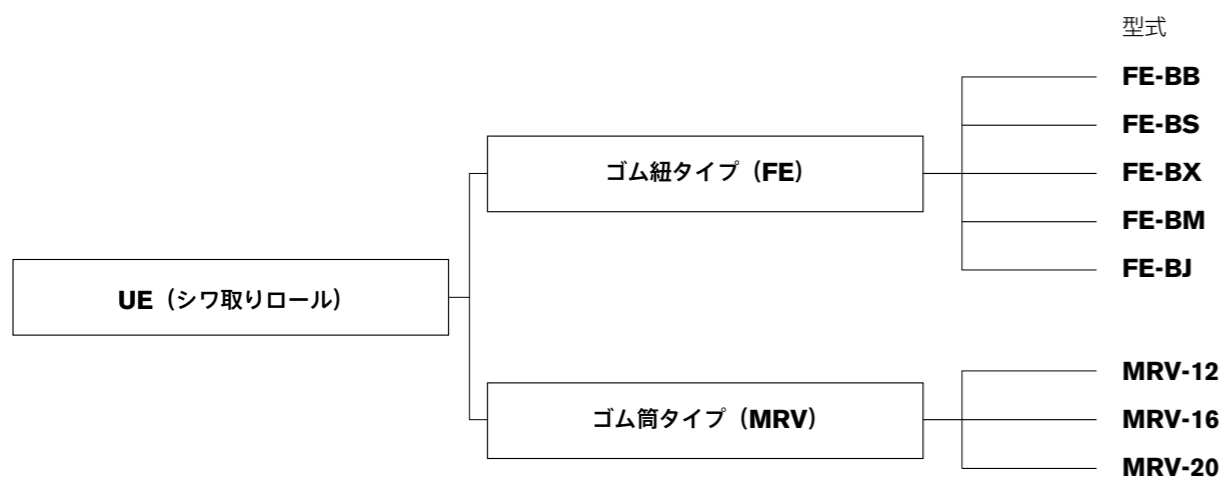 型式
FE-BB
FE-BS
ゴム紐タイプ（FE）
FE-BX
FE-BM
FE-BJ
UE（シワ取りロール）
MRV-12
ゴム筒タイプ（MRV）
MRV-16
MRV-20